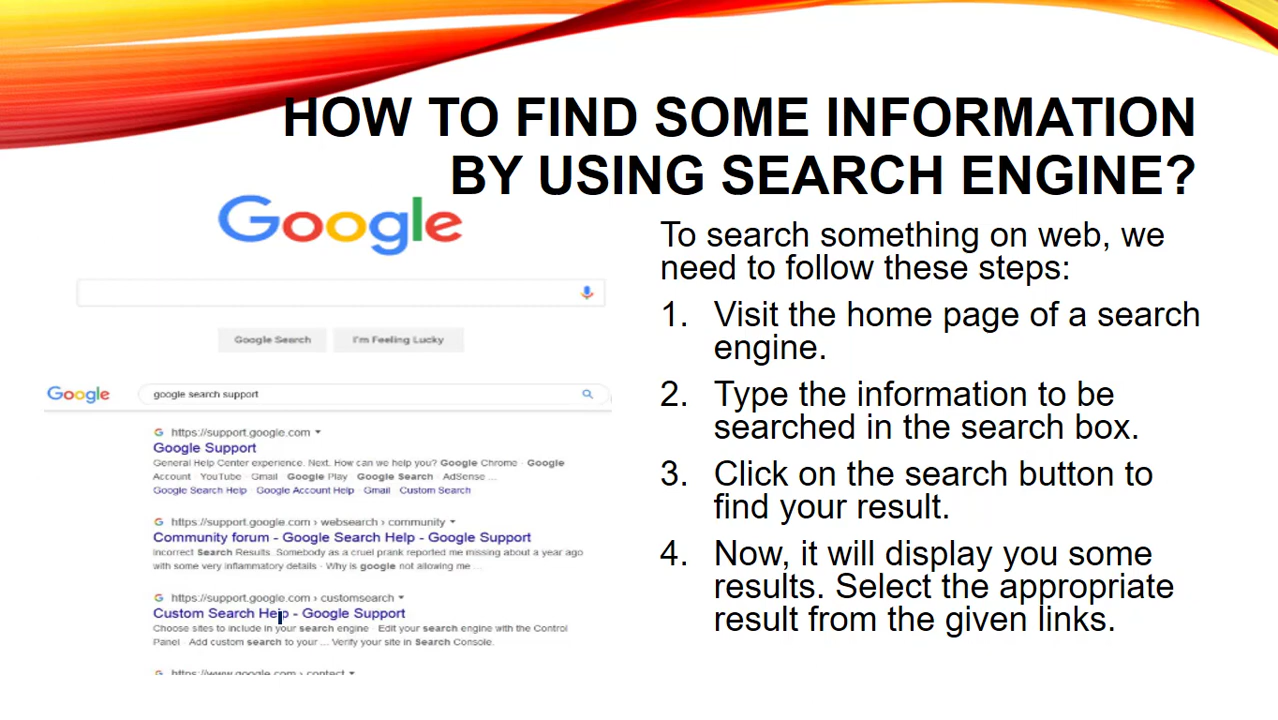 HOW TO FIND SOME INFORMATION
BY USING SEARCH ENGINE?
Google
Google Search I'm Feeling Lucky
Google google search support
https://support.google.com
Google Support
General Help Center experience. Next. How can we help you? Google Chrome · Google
Account · YouTube · Gmail · Google Play · Google Search · AdSense ...
Google Search Help · Google Account Help · Gmail · Custom Search
https://support.google.com › websearch › community
Community forum - Google Search Help - Google Support
Incorrect Search Results. Somebody as a cruel prank reported me missing about a year ago
with some very inflammatory details · Why is google not allowing me ...
https://support.google.com › customsearch
Custom Search Help - Google Support
Choose sites to include in your search engine · Edit your search engine with the Control
Panel · Add custom search to your ... Verify your site in Search Console.
https://www.google.com › contact
To search something on web, we
need to follow these steps:
1. Visit the home page of a search
engine.
2. Type the information to be
searched in the search box.
3. Click on the search button to
find your result.
4. Now, it will display you some
results. Select the appropriate
result from the given links.